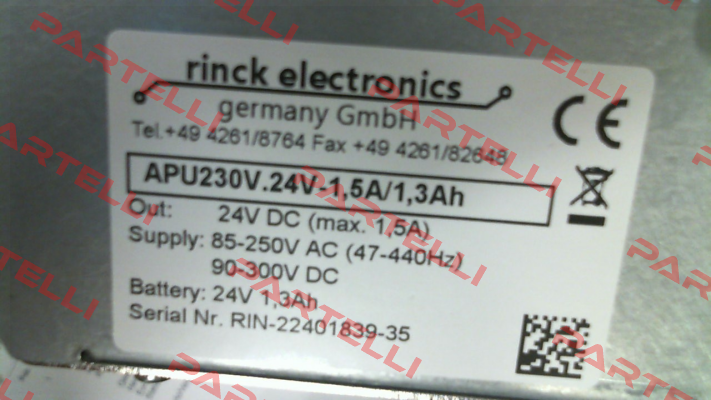 rinck electronics
germany GmbH
Tel.+49 4261/8764 Fax +49 4261/82648
CE
APU230V.24V-1,5A/1,3Ah
Out: 24V DC (max. 1,5A)
Supply: 85-250V AC (47-440Hz)
90-300V DC
Battery: 24V 1,3Ah
Serial Nr. RIN-22401839-35
PARTELLI
PARTELLI
PARTELLI
PARTELLI
PARTELLI
PARTELLI
PARTELLI